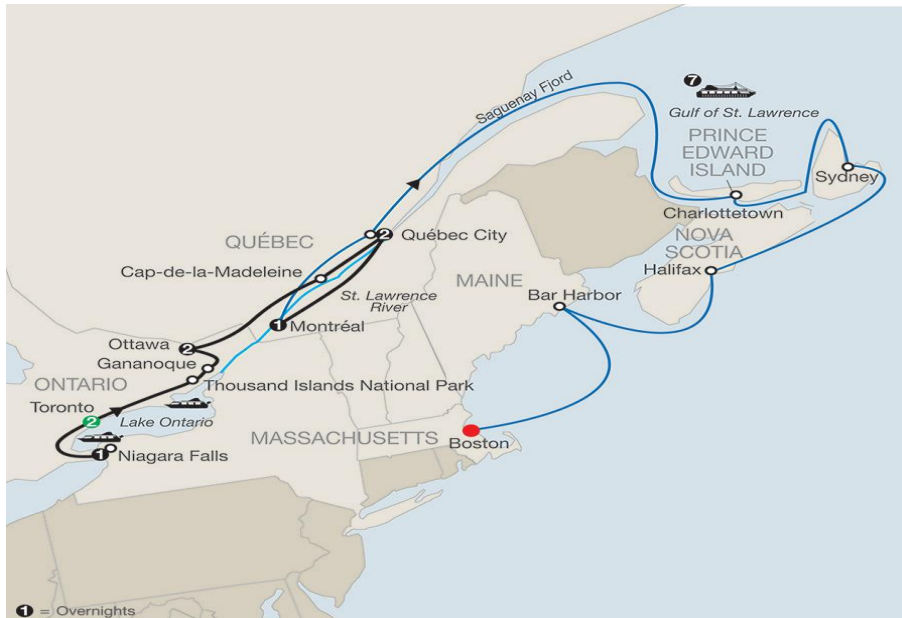 7
Saguenay Fjord
Gulf of St. Lawrence
PRINCE
EDWARD
ISLAND
Sydney
Charlottetown
QUÉBEC
2
Québec City
NOVA
SCOTIA
Cap-de-la-Madeleine
Halifax
MAINE
St. Lawrence
River
Bar Harbor
1
Montréal
Ottawa
2
Gananoque
ONTARIO
Thousand Islands National Park
Toronto
2
Lake Ontario
MASSACHUSETTS
Boston
1
Niagara Falls
1 = Overnights